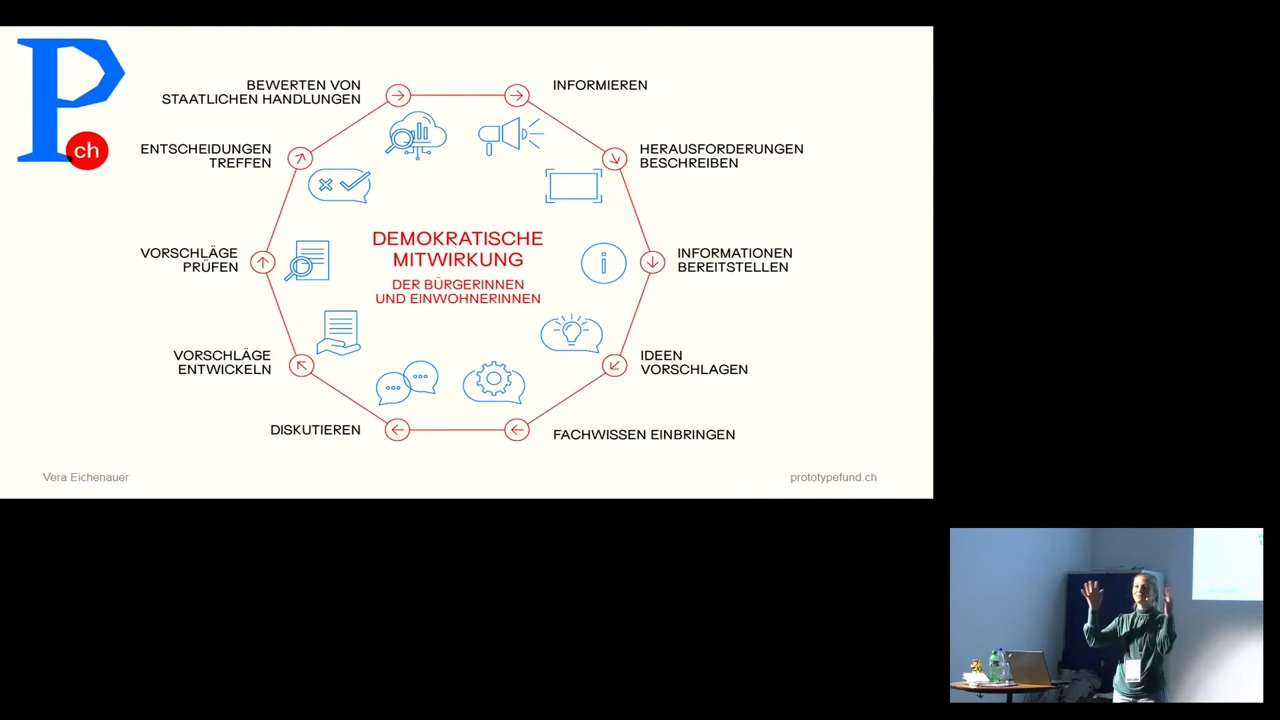 P
ch
BEWERTEN VON
STAATLICHEN HANDLUNGEN
INFORMIEREN
ENTSCHEIDUNGEN
TREFFEN
HERAUSFORDERUNGEN
BESCHREIBEN
DEMOKRATISCHE
MITWIRKUNG
DER BÜRGERINNEN
UND EINWOHNERINNEN
VORSCHLÄGE
PRÜFEN
INFORMATIONEN
BEREITSTELLEN
VORSCHLÄGE
ENTWICKELN
IDEEN
VORSCHLAGEN
DISKUTIEREN
FACHWISSEN EINBRINGEN
Vera Eichenauer
prototypefund.ch